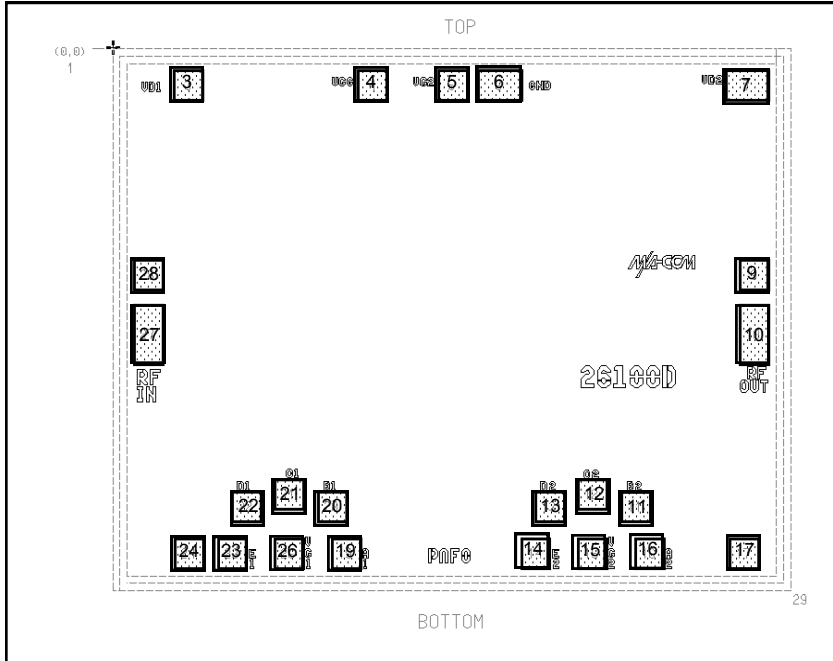 TOP
(0,0)
1
VD1 3 4 VG2 5 6 GND VD2 7
28 M/A-COM 9
27 10
RF IN 26100D RF OUT
D1 G1 B1 D2 G2 B2
22 21 20 13 12 11
24 23 26 19 PNFO 14 15 16 17
29
BOTTOM